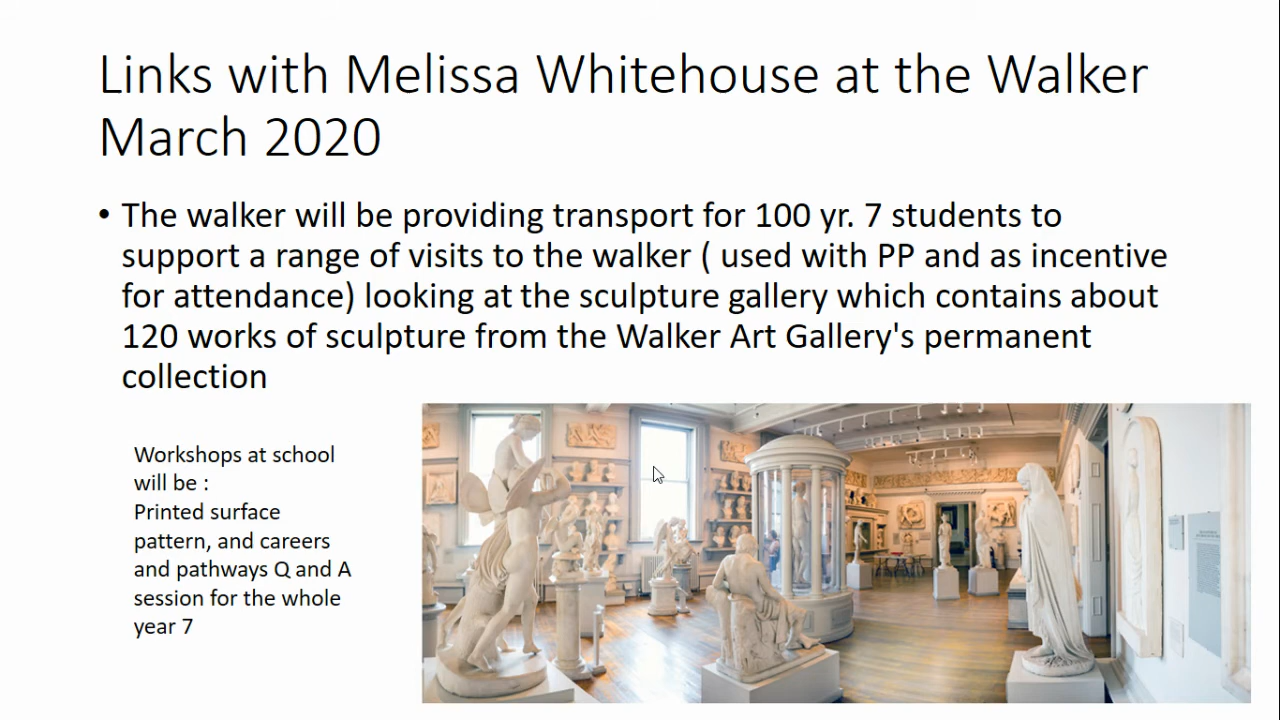 Links with Melissa Whitehouse at the Walker
March 2020
• The walker will be providing transport for 100 yr. 7 students to
support a range of visits to the walker ( used with PP and as incentive
for attendance) looking at the sculpture gallery which contains about
120 works of sculpture from the Walker Art Gallery's permanent
collection
Workshops at school
will be :
Printed surface
pattern, and careers
and pathways Q and A
session for the whole
year 7